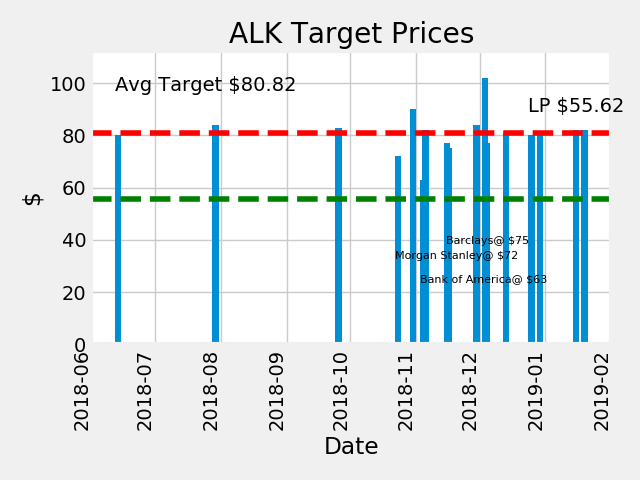 ALK Target Prices
Avg Target $80.82
LP $55.62
100
80
60
40
20
0
$
Barclays@ $75
Morgan Stanley@ $72
Bank of America@ $63
2018-06
2018-07
2018-08
2018-09
2018-10
2018-11
2018-12
2019-01
2019-02
Date